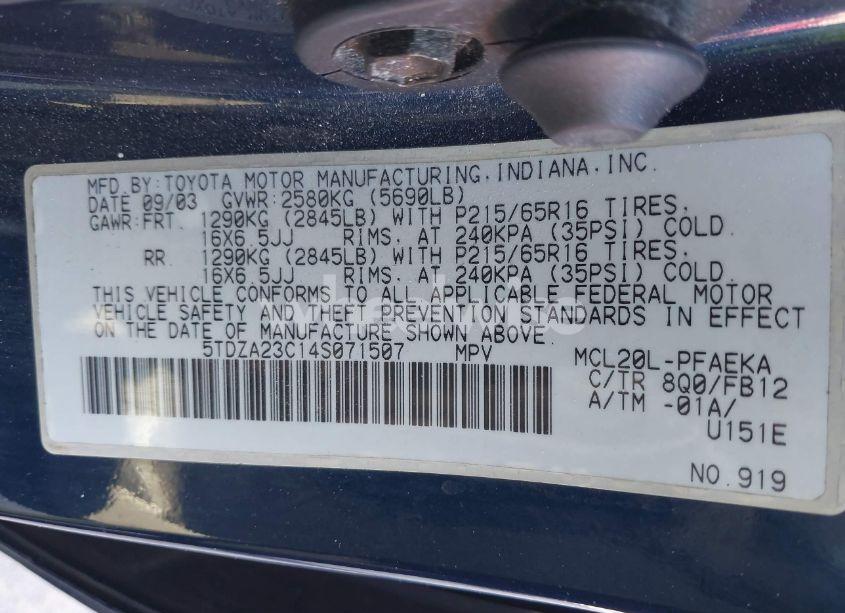 MFD.BY:TOYOTA MOTOR MANUFACTURING,INDIANA,INC.
DATE 09/03 GVWR:2580KG (5690LB)
GAWR:FRT. 1290KG (2845LB) WITH P215/65R16 TIRES,
16X6.5JJ RIMS, AT 240KPA (35PSI) COLD.
RR. 1290KG (2845LB) WITH P215/65R16 TIRES,
16X6.5JJ RIMS, AT 240KPA (35PSI) COLD.
THIS VEHICLE CONFORMS TO ALL APPLICABLE FEDERAL MOTOR
VEHICLE SAFETY AND THEFT PREVENTION STANDARDS IN EFFECT
ON THE DATE OF MANUFACTURE SHOWN ABOVE.
5TDZA23C14S071507 MPV MCL20L-PFAEKA
C/TR 8Q0/FB12
A/TM -01A/
U151E
NO.919